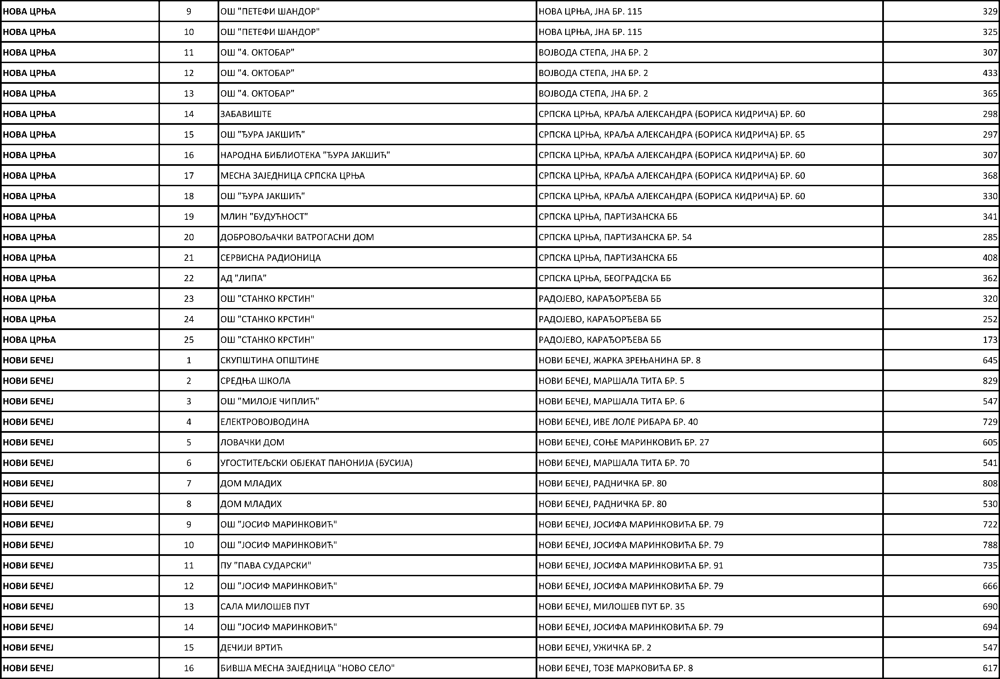 НОВА ЦРЊА 9 ОШ "ПЕТЕФИ ШАНДОР" НОВА ЦРЊА, ЈНА БР. 115 329
НОВА ЦРЊА 10 ОШ "ПЕТЕФИ ШАНДОР" НОВА ЦРЊА, ЈНА БР. 115 325
НОВА ЦРЊА 11 ОШ "4. ОКТОБАР" ВОЈВОДА СТЕПА, ЈНА БР. 2 307
НОВА ЦРЊА 12 ОШ "4. ОКТОБАР" ВОЈВОДА СТЕПА, ЈНА БР. 2 433
НОВА ЦРЊА 13 ОШ "4. ОКТОБАР" ВОЈВОДА СТЕПА, ЈНА БР. 2 365
НОВА ЦРЊА 14 ЗАБАВИШТЕ СРПСКА ЦРЊА, КРАЉА АЛЕКСАНДРА (БОРИСА КИДРИЧА) БР. 60 298
НОВА ЦРЊА 15 ОШ "ЂУРА ЈАКШИЋ" СРПСКА ЦРЊА, КРАЉА АЛЕКСАНДРА (БОРИСА КИДРИЧА) БР. 65 297
НОВА ЦРЊА 16 НАРОДНА БИБЛИОТЕКА "ЂУРА ЈАКШИЋ" СРПСКА ЦРЊА, КРАЉА АЛЕКСАНДРА (БОРИСА КИДРИЧА) БР. 60 307
НОВА ЦРЊА 17 МЕСНА ЗАЈЕДНИЦА СРПСКА ЦРЊА СРПСКА ЦРЊА, КРАЉА АЛЕКСАНДРА (БОРИСА КИДРИЧА) БР. 60 368
НОВА ЦРЊА 18 ОШ "ЂУРА ЈАКШИЋ" СРПСКА ЦРЊА, КРАЉА АЛЕКСАНДРА (БОРИСА КИДРИЧА) БР. 60 330
НОВА ЦРЊА 19 МЛИН "БУДУЋНОСТ" СРПСКА ЦРЊА, ПАРТИЗАНСКА ББ 341
НОВА ЦРЊА 20 ДОБРОВОЉАЧКИ ВАТРОГАСНИ ДОМ СРПСКА ЦРЊА, ПАРТИЗАНСКА БР. 54 285
НОВА ЦРЊА 21 СЕРВИСНА РАДИОНИЦА СРПСКА ЦРЊА, ПАРТИЗАНСКА ББ 408
НОВА ЦРЊА 22 АД "ЛИПА" СРПСКА ЦРЊА, БЕОГРАДСКА ББ 362
НОВА ЦРЊА 23 ОШ "СТАНКО КРСТИН" РАДОЈЕВО, КАРАЂОРЂЕВА ББ 320
НОВА ЦРЊА 24 ОШ "СТАНКО КРСТИН" РАДОЈЕВО, КАРАЂОРЂЕВА ББ 252
НОВА ЦРЊА 25 ОШ "СТАНКО КРСТИН" РАДОЈЕВО, КАРАЂОРЂЕВА ББ 173
НОВИ БЕЧЕЈ 1 СКУПШТИНА ОПШТИНЕ НОВИ БЕЧЕЈ, ЖАРКА ЗРЕЊАНИНА БР. 8 645
НОВИ БЕЧЕЈ 2 СРЕДЊА ШКОЛА НОВИ БЕЧЕЈ, МАРШАЛА ТИТА БР. 5 829
НОВИ БЕЧЕЈ 3 ОШ "МИЛОЈЕ ЧИПЛИЋ" НОВИ БЕЧЕЈ, МАРШАЛА ТИТА БР. 6 547
НОВИ БЕЧЕЈ 4 ЕЛЕКТРОВОЈВОДИНА НОВИ БЕЧЕЈ, ИВЕ ЛОЛЕ РИБАРА БР. 40 729
НОВИ БЕЧЕЈ 5 ЛОВАЧКИ ДОМ НОВИ БЕЧЕЈ, СОЊЕ МАРИНКОВИЋ БР. 27 605
НОВИ БЕЧЕЈ 6 УГОСТИТЕЉСКИ ОБЈЕКАТ ПАНОНИЈА (БУСИЈА) НОВИ БЕЧЕЈ, МАРШАЛА ТИТА БР. 70 541
НОВИ БЕЧЕЈ 7 ДОМ МЛАДИХ НОВИ БЕЧЕЈ, РАДНИЧКА БР. 80 808
НОВИ БЕЧЕЈ 8 ДОМ МЛАДИХ НОВИ БЕЧЕЈ, РАДНИЧКА БР. 80 530
НОВИ БЕЧЕЈ 9 ОШ "ЈОСИФ МАРИНКОВИЋ" НОВИ БЕЧЕЈ, ЈОСИФА МАРИНКОВИЋА БР. 79 722
НОВИ БЕЧЕЈ 10 ОШ "ЈОСИФ МАРИНКОВИЋ" НОВИ БЕЧЕЈ, ЈОСИФА МАРИНКОВИЋА БР. 79 788
НОВИ БЕЧЕЈ 11 ПУ "ПАВА СУДАРСКИ" НОВИ БЕЧЕЈ, ЈОСИФА МАРИНКОВИЋА БР. 91 735
НОВИ БЕЧЕЈ 12 ОШ "ЈОСИФ МАРИНКОВИЋ" НОВИ БЕЧЕЈ, ЈОСИФА МАРИНКОВИЋА БР. 79 666
НОВИ БЕЧЕЈ 13 САЛА МИЛОШЕВ ПУТ НОВИ БЕЧЕЈ, МИЛОШЕВ ПУТ БР. 35 690
НОВИ БЕЧЕЈ 14 ОШ "ЈОСИФ МАРИНКОВИЋ" НОВИ БЕЧЕЈ, ЈОСИФА МАРИНКОВИЋА БР. 79 694
НОВИ БЕЧЕЈ 15 ДЕЧИЈИ ВРТИЋ НОВИ БЕЧЕЈ, УЖИЧКА БР. 2 547
НОВИ БЕЧЕЈ 16 БИВША МЕСНА ЗАЈЕДНИЦА "НОВО СЕЛО" НОВИ БЕЧЕЈ, ТОЗЕ МАРКОВИЋА БР. 8 617